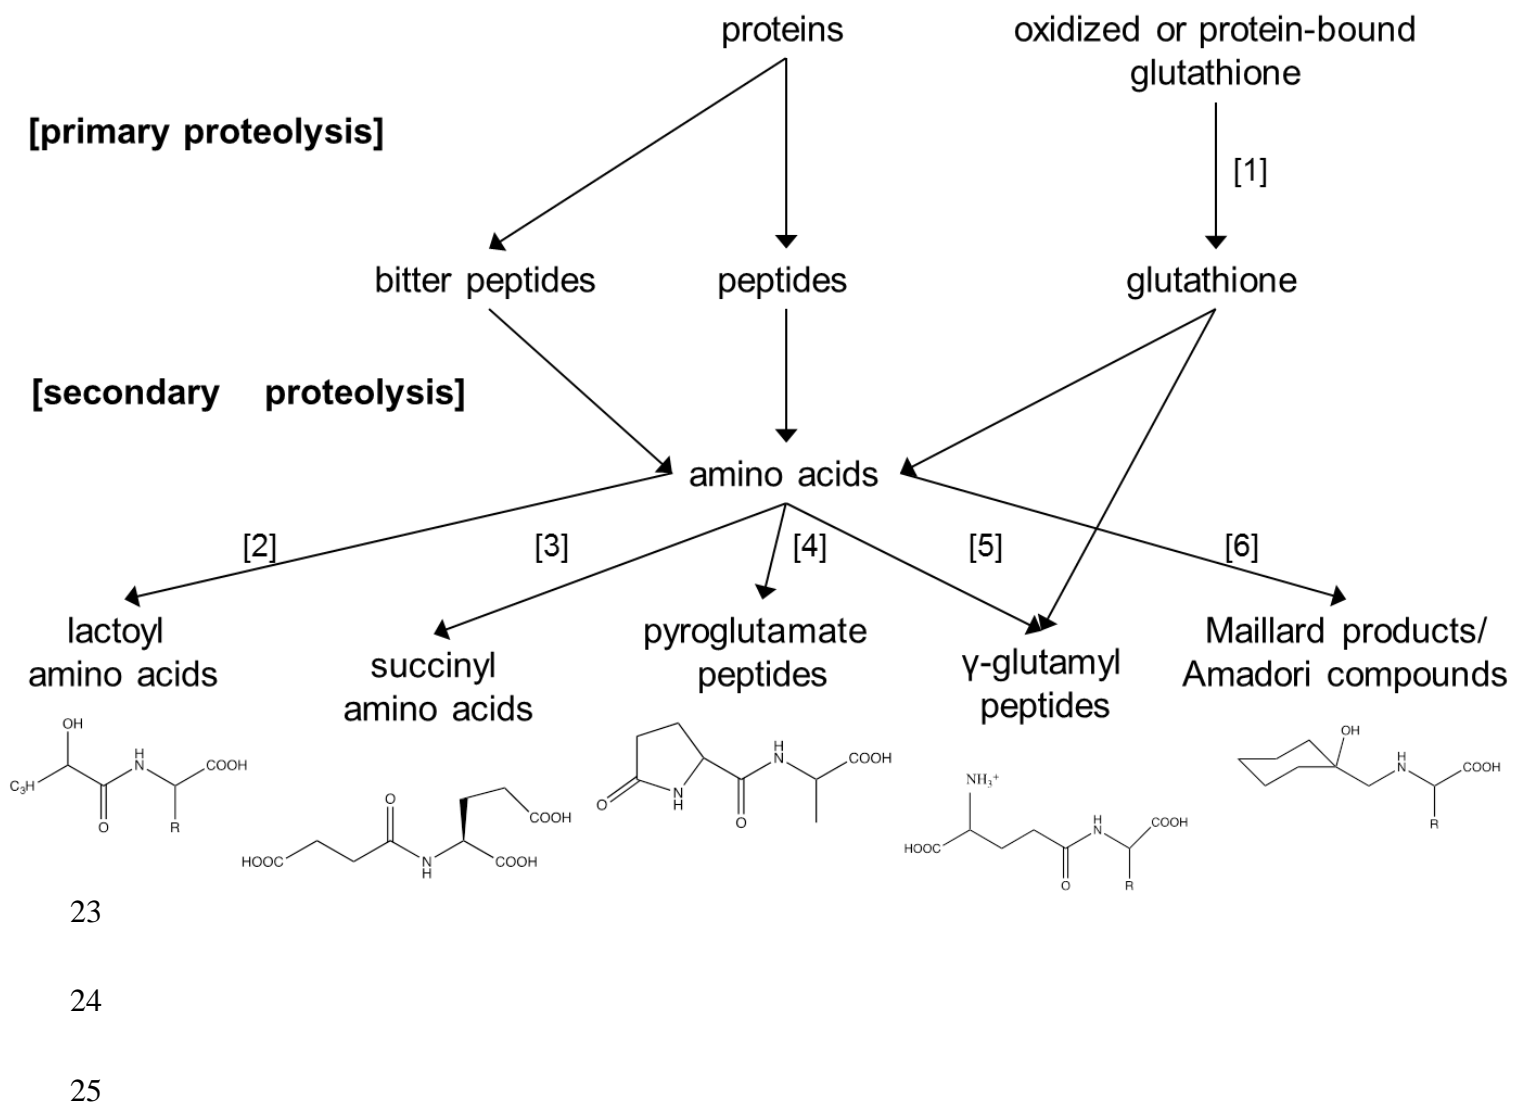 proteins
oxidized or protein-bound
glutathione
[primary proteolysis]
[1]
bitter peptides
peptides
glutathione
[secondary proteolysis]
amino acids
[2]
[3]
[4]
[5]
[6]
lactoyl
amino acids
succinyl
amino acids
pyroglutamate
peptides
γ-glutamyl
peptides
Maillard products/
Amadori compounds
OH
C3H
O
H
N
R
COOH
HOOC
O
N
H
COOH
COOH
O
N
H
O
H
N
COOH
NH3+
HOOC
O
H
N
R
COOH
OH
H
N
R
COOH
23
24
25